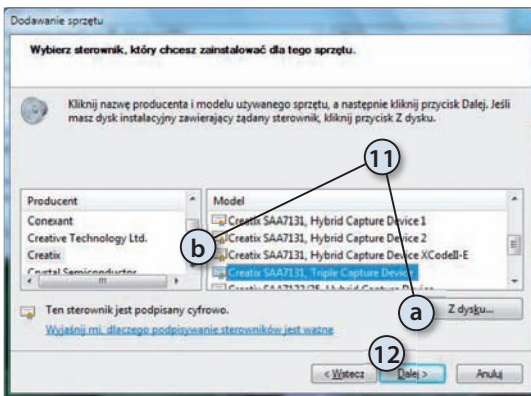 Dodawanie sprzętu
Wybierz sterownik, który chcesz zainstalować dla tego sprzętu.
Kliknij nazwę producenta i modelu używanego sprzętu, a następnie kliknij przycisk Dalej. Jeśli
masz dysk instalacyjny zawierający żądany sterownik, kliknij przycisk Z dysku.
11
Producent
Conexant
Creative Technology Ltd.
Creatix
Crystal Semiconductor
b
Model
Creatix SAA7131, Hybrid Capture Device 1
Creatix SAA7131, Hybrid Capture Device 2
Creatix SAA7131, Hybrid Capture Device XCodeII-E
Creatix SAA7131, Triple Capture Device
Ten sterownik jest podpisany cyfrowo.
Wyjaśnij mi, dlaczego podpisywanie sterowników jest ważne
a
Z dysku...
12
< Wstecz
Dalej >
Anuluj